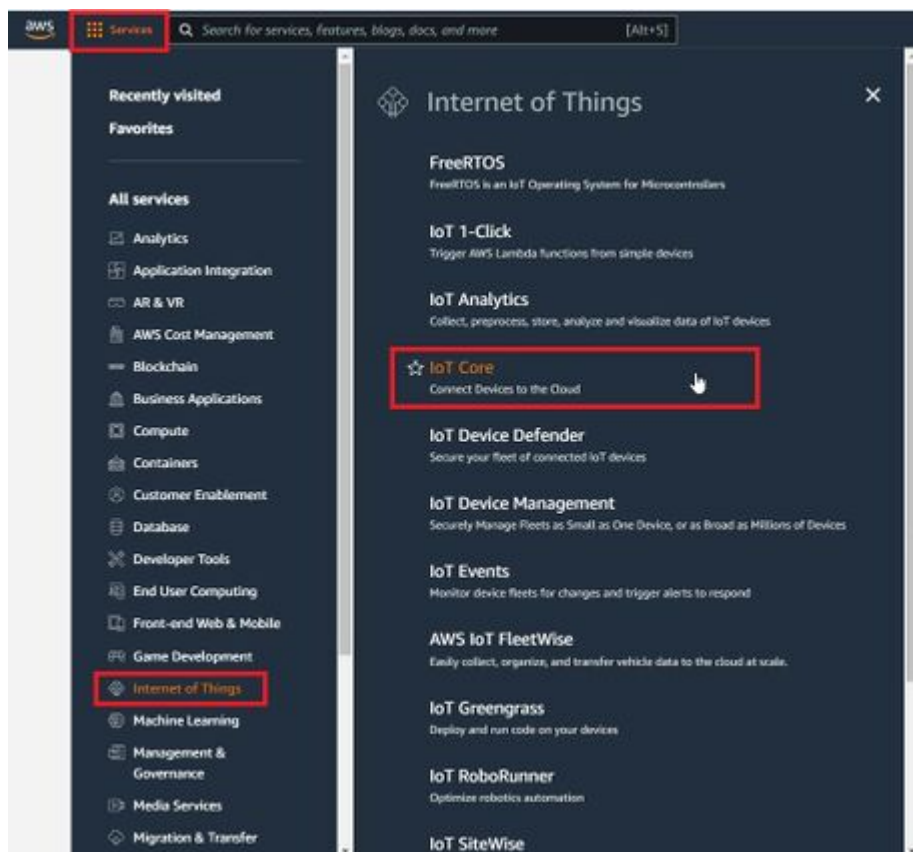 aws
Services
Search for services, features, blogs, docs, and more
[Alt+S]
Recently visited
Favorites
All services
Analytics
Application Integration
AR & VR
AWS Cost Management
Blockchain
Business Applications
Compute
Containers
Customer Enablement
Database
Developer Tools
End User Computing
Front-end Web & Mobile
Game Development
Internet of Things
Machine Learning
Management &
Governance
Media Services
Migration & Transfer
Internet of Things
FreeRTOS
FreeRTOS is an IoT Operating System for Microcontrollers
IoT 1-Click
Trigger AWS Lambda functions from simple devices
IoT Analytics
Collect, preprocess, store, analyze and visualize data of IoT devices
IoT Core
Connect Devices to the Cloud
IoT Device Defender
Secure your fleet of connected IoT devices
IoT Device Management
Securely Manage Fleets as Small as One Device, or as Broad as Millions of Devices
IoT Events
Monitor device fleets for changes and trigger alerts to respond
AWS IoT FleetWise
Easily collect, organize, and transfer vehicle data to the cloud at scale.
IoT Greengrass
Deploy and run code on your devices
IoT RoboRunner
Optimize robotics automation
IoT SiteWise